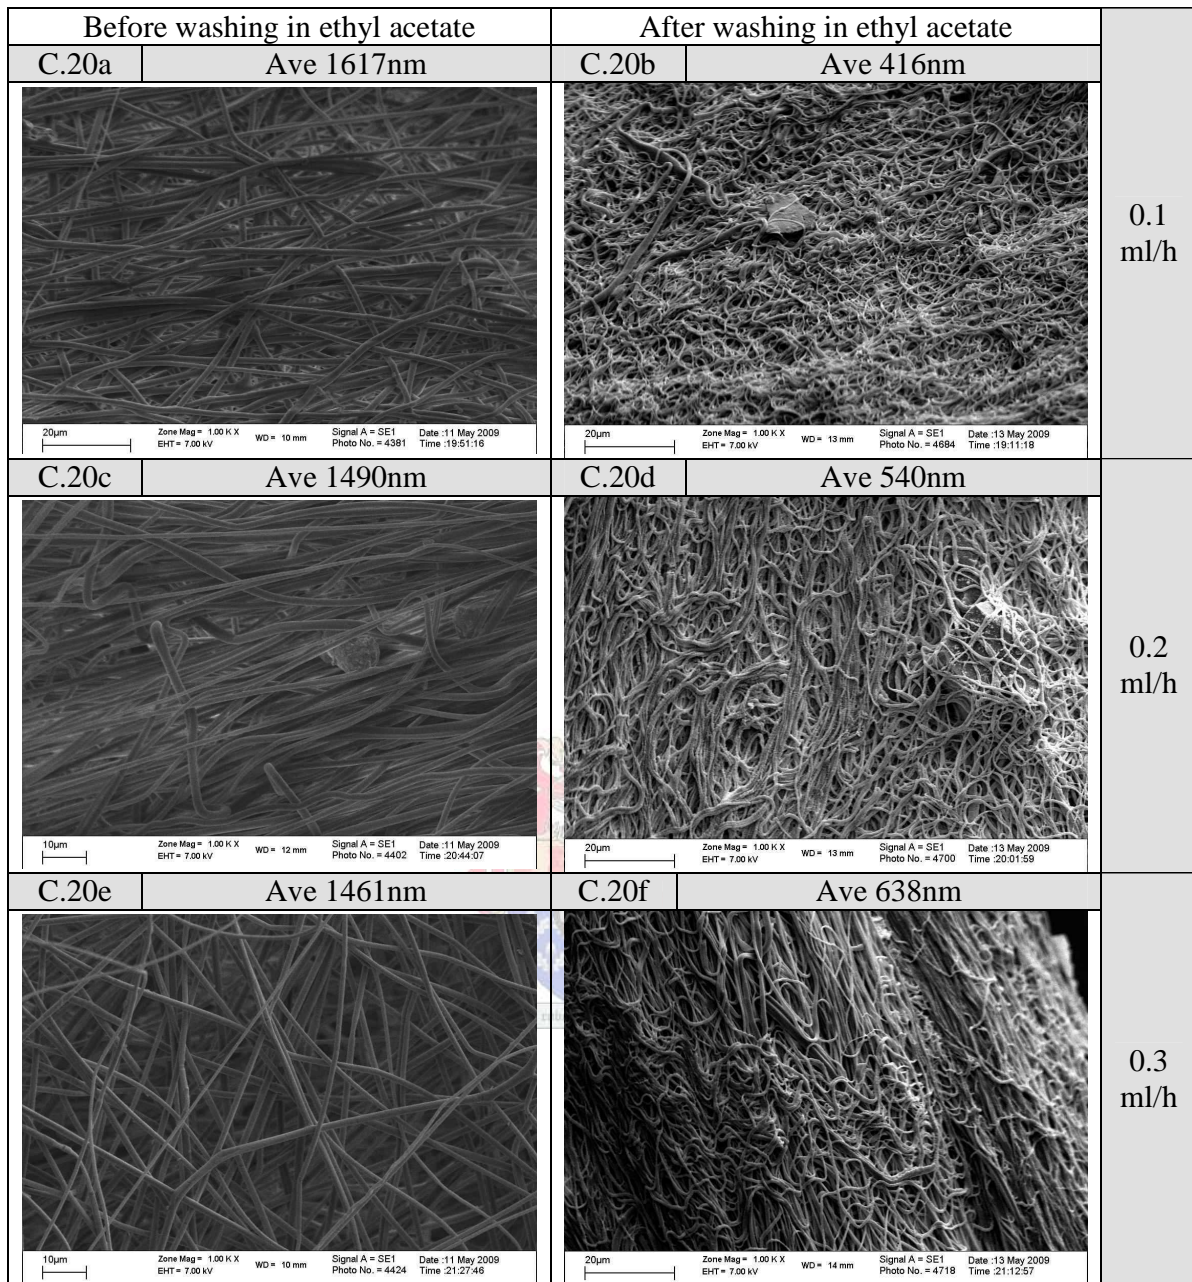 Before washing in ethyl acetate
After washing in ethyl acetate
C.20a
Ave 1617nm
C.20b
Ave 416nm
20µm
Zone Mag = 1.00 K X
EHT = 7.00 kV
WD = 10 mm
Signal A = SE1
Photo No. = 4381
Date :11 May 2009
Time :19:51:16
20µm
Zone Mag = 1.00 K X
EHT = 7.00 kV
WD = 13 mm
Signal A = SE1
Photo No. = 4684
Date :13 May 2009
Time :19:11:18
0.1
ml/h
C.20c
Ave 1490nm
C.20d
Ave 540nm
10µm
Zone Mag = 1.00 K X
EHT = 7.00 kV
WD = 12 mm
Signal A = SE1
Photo No. = 4402
Date :11 May 2009
Time :20:44:07
20µm
Zone Mag = 1.00 K X
EHT = 7.00 kV
WD = 13 mm
Signal A = SE1
Photo No. = 4700
Date :13 May 2009
Time :20:01:59
0.2
ml/h
C.20e
Ave 1461nm
C.20f
Ave 638nm
10µm
Zone Mag = 1.00 K X
EHT = 7.00 kV
WD = 10 mm
Signal A = SE1
Photo No. = 4424
Date :11 May 2009
Time :21:27:46
20µm
Zone Mag = 1.00 K X
EHT = 7.00 kV
WD = 14 mm
Signal A = SE1
Photo No. = 4718
Date :13 May 2009
Time :21:12:57
0.3
ml/h